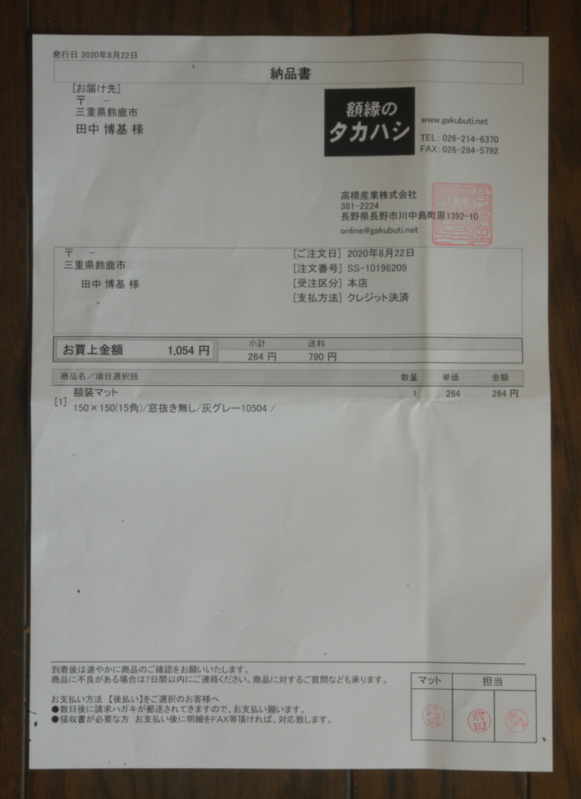 発行日 2020年8月22日
納品書
[お届け先]
〒 －
三重県鈴鹿市
田中 博基 様
額縁の
タカハシ
www.gakubuti.net
TEL: 026-214-6370
FAX: 026-284-5792
高橋産業株式会社
381-2224
長野県長野市川中島町原1392-10
online@gakubuti.net
〒 －
三重県鈴鹿市
田中 博基 様
[ご注文日] 2020年8月22日
[注文番号] SS-10196209
[受注区分] 本店
[支払方法] クレジット決済
お買上金額 1,054 円
小計 送料
264 円 790 円
商品名／項目選択肢 数量 単価 金額
額装マット 1 264 264 円
[1]
150×150(15角)/窓抜き無し/灰グレー10504 /
到着後は速やかに商品のご確認をお願いいたします。
商品に不良がある場合は7日間以内にご連絡ください。商品に対するご質問なども承ります。
お支払い方法 【後払い】をご選択のお客様へ
●数日後に請求ハガキが郵送されてきますので、お支払い願います。
●領収書が必要な方 お支払い後に明細をFAX等頂ければ、対応致します。
マット 担当
前田